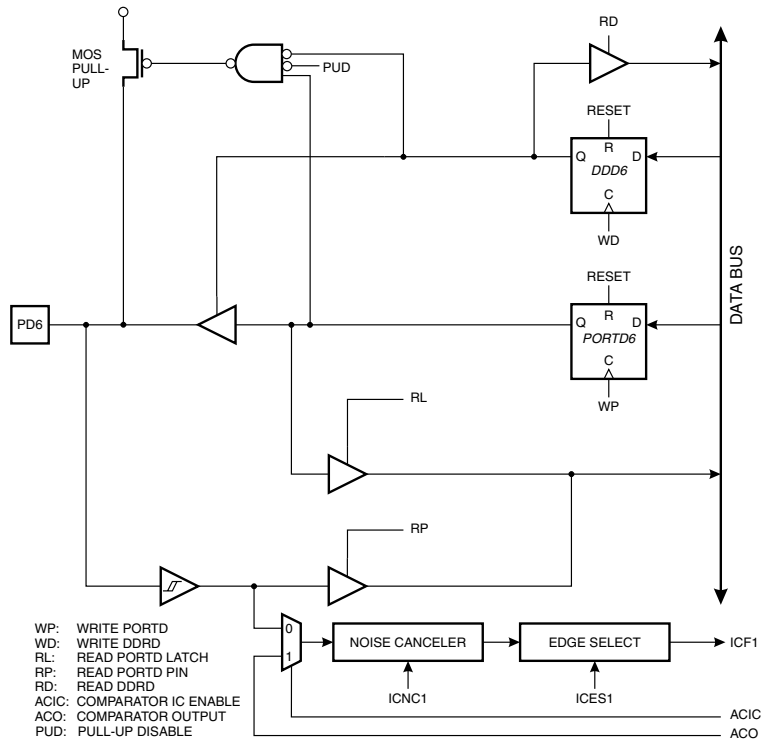 RD
MOS
PULL-
UP
PUD
RESET
R
Q D
DDD6
C
WD
RESET
R
PD6
Q D
PORTD6
C
WP
DATA BUS
RL
RP
0
1
NOISE CANCELER
EDGE SELECT
ICF1
ICNC1
ICES1
ACIC
ACO
WP: WRITE PORTD
WD: WRITE DDRD
RL: READ PORTD LATCH
RP: READ PORTD PIN
RD: READ DDRD
ACIC: COMPARATOR IC ENABLE
ACO: COMPARATOR OUTPUT
PUD: PULL-UP DISABLE